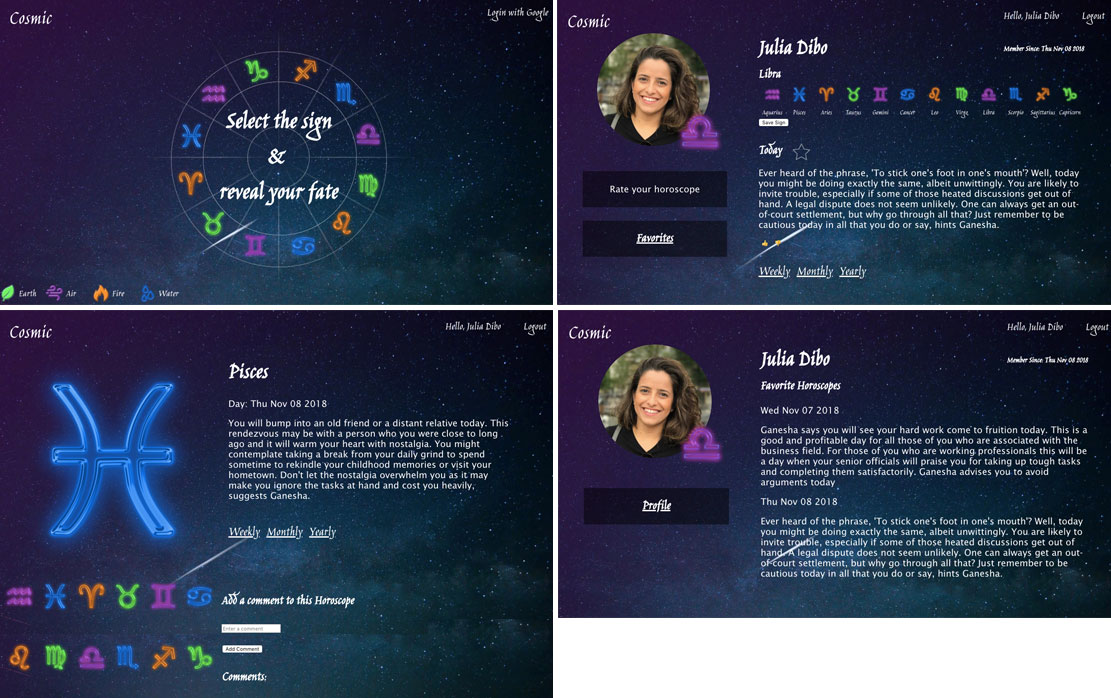 Cosmic
Login with Google
Select the sign
&
reveal your fate
Earth Air Fire Water
Cosmic
Hello, Julia Dibo Logout
Julia Dibo
Member Since: Thu Nov 08 2018
Libra
Aquarius Pisces Aries Taurus Gemini Cancer Leo Virgo Libra Scorpio Sagittarius Capricorn
Save Sign
Today
Rate your horoscope
Favorites
Ever heard of the phrase, 'To stick one's foot in one's mouth'? Well, today
you might be doing exactly the same, albeit unwittingly. You are likely to
invite trouble, especially if some of those heated discussions get out of
hand. A legal dispute does not seem unlikely. One can always get an out-
of-court settlement, but why go through all that? Just remember to be
cautious today in all that you do or say, hints Ganesha.
Weekly Monthly Yearly
Cosmic
Hello, Julia Dibo Logout
Pisces
Day: Thu Nov 08 2018
You will bump into an old friend or a distant relative today. This
rendezvous may be with a person who you were close to long
ago and it will warm your heart with nostalgia. You might
contemplate taking a break from your daily grind to spend
sometime to rekindle your childhood memories or visit your
hometown. Don't let the nostalgia overwhelm you as it may
make you ignore the tasks at hand and cost you heavily,
suggests Ganesha.
Weekly Monthly Yearly
Add a comment to this Horoscope
Enter a comment
Add Comment
Comments:
Cosmic
Hello, Julia Dibo Logout
Julia Dibo
Member Since: Thu Nov 08 2018
Favorite Horoscopes
Profile
Wed Nov 07 2018
Ganesha says you will see your hard work come to fruition today. This is a
good and profitable day for all those of you who are associated with the
business field. For those of you who are working professionals this will be
a day when your senior officials will praise you for taking up tough tasks
and completing them satisfactorily. Ganesha advises you to avoid
arguments today
Thu Nov 08 2018
Ever heard of the phrase, 'To stick one's foot in one's mouth'? Well, today
you might be doing exactly the same, albeit unwittingly. You are likely to
invite trouble, especially if some of those heated discussions get out of
hand. A legal dispute does not seem unlikely. One can always get an out-
of-court settlement, but why go through all that? Just remember to be
cautious today in all that you do or say, hints Ganesha.